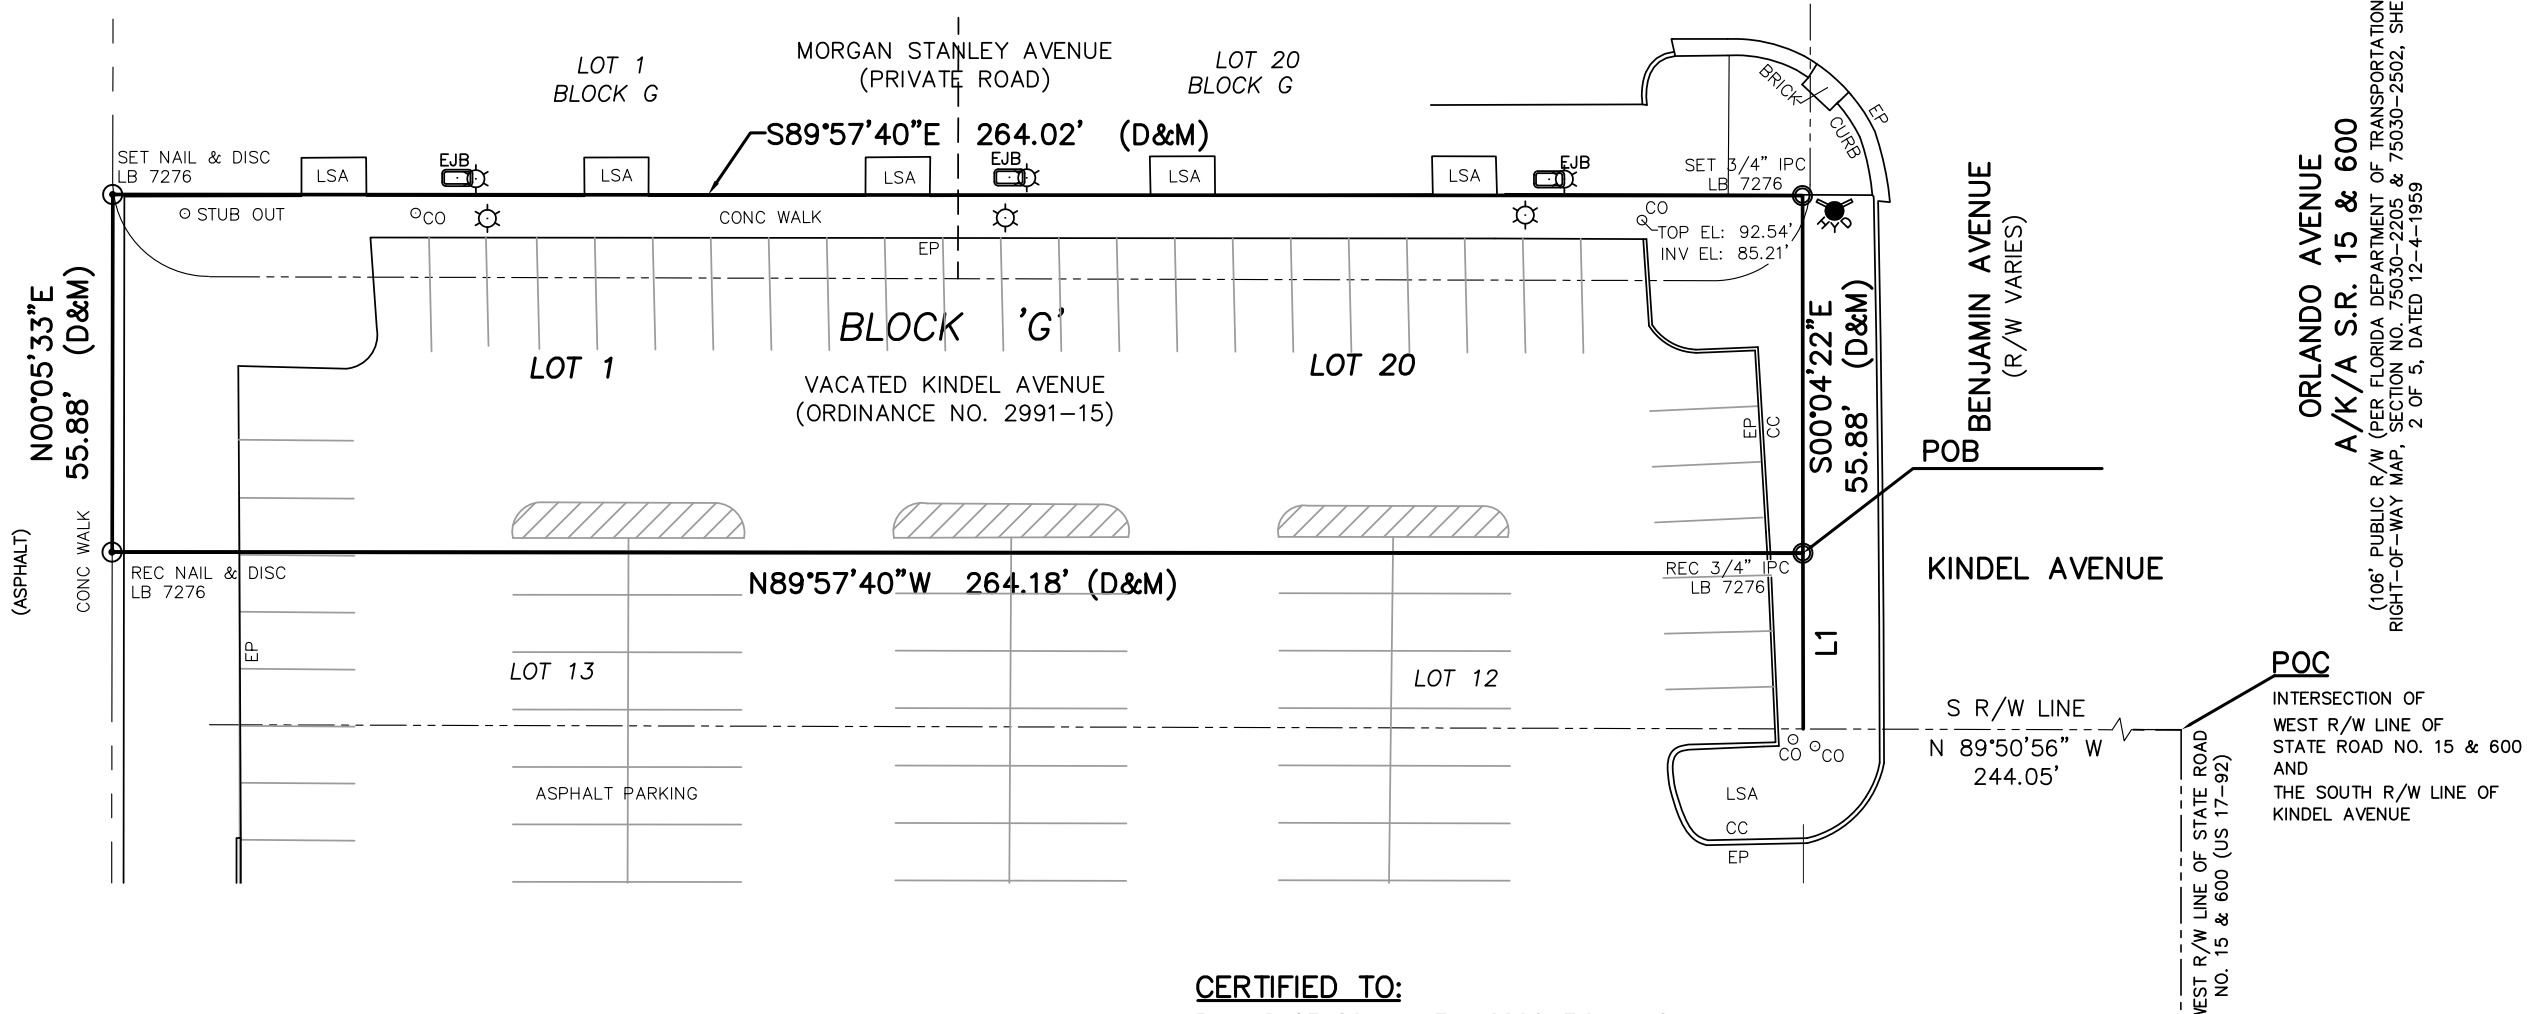 LOT 1
BLOCK G
MORGAN STANLEY AVENUE
(PRIVATE ROAD)
LOT 20
BLOCK G
S89°57'40"E 264.02' (D&M)
BRICK
EP
CURB
SET NAIL & DISC
LB 7276
LSA
EJB
LSA
LSA
EJB
LSA
LSA
EJB
SET 3/4" IPC
LB 7276
STUB OUT
CO
CONC WALK
EP
CO
TOP EL: 92.54'
INV EL: 85.21'
HYD
N00°05'33"E
55.88' (D&M)
BLOCK 'G'
LOT 1
LOT 20
VACATED KINDEL AVENUE
(ORDINANCE NO. 2991-15)
EP
CC
S00°04'22"E
55.88' (D&M)
BENJAMIN AVENUE
(R/W VARIES)
ORLANDO AVENUE
A/K/A S.R. 15 & 600
(106' PUBLIC R/W (PER FLORIDA DEPARTMENT OF TRANSPORTATION
RIGHT-OF-WAY MAP, SECTION NO. 75030-2205 & 75030-2502, SHE
2 OF 5, DATED 12-4-1959
POB
(ASPHALT)
CONC WALK
REC NAIL & DISC
LB 7276
N89°57'40"W 264.18' (D&M)
REC 3/4" IPC
LB 7276
KINDEL AVENUE
EP
LOT 13
LOT 12
L1
POC
INTERSECTION OF
WEST R/W LINE OF
STATE ROAD NO. 15 & 600
AND
THE SOUTH R/W LINE OF
KINDEL AVENUE
S R/W LINE
N 89°50'56" W
244.05'
CO
CO
ASPHALT PARKING
LSA
CC
EP
WEST R/W LINE OF STATE ROAD
NO. 15 & 600 (US 17-92)
CERTIFIED TO: